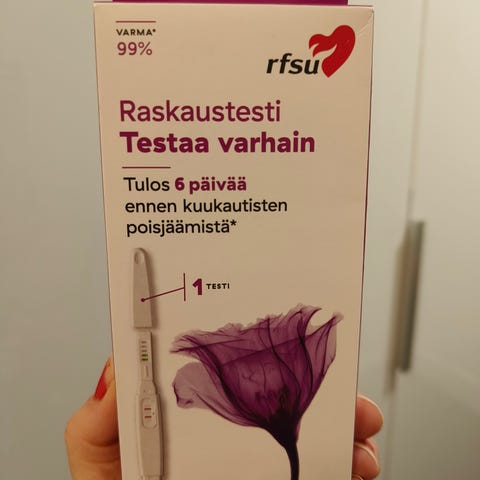 VARMA*
99%
rfsu
Raskaustesti
Testaa varhain
Tulos 6 päivää
ennen kuukautisten
poisjäämistä*
1 TESTI